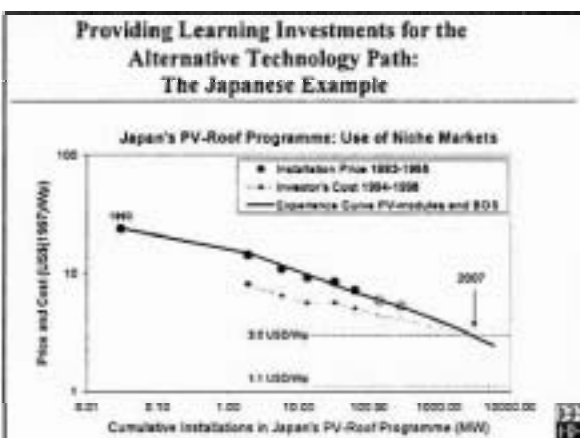 Providing Learning Investments for the
Alternative Technology Path:
The Japanese Example
Japan's PV-Roof Programme: Use of Niche Markets
Installation Price 1993-1998
Investor's Cost 1994-1998
Experience Curve PV-modules and BOS
Price and Cost (US$(1997)/Wp)
100
10
1
1993
2007
3.0 USD/Wp
1.1 USD/Wp
0.01 0.10 1.00 10.00 100.00 1000.00 10000.00
Cumulative Installations in Japan's PV-Roof Programme (MW)